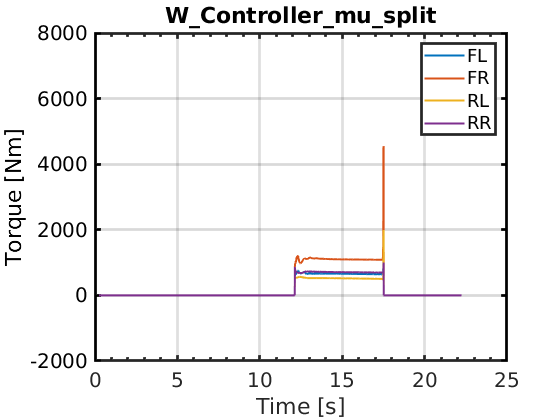 W_Controller_mu_split
8000
6000
4000
2000
0
-2000
Torque [Nm]
FL
FR
RL
RR
0 5 10 15 20 25
Time [s]